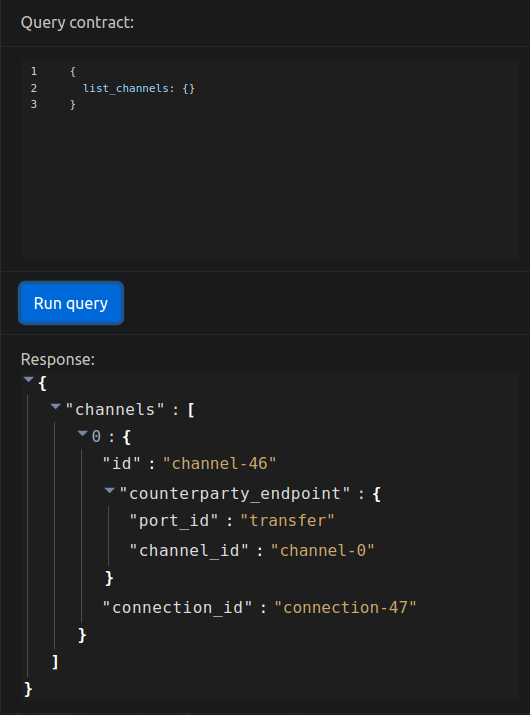 Query contract:
1 {
2 list_channels: {}
3 }
Run query
Response:
{
"channels" : [
0 : {
"id" : "channel-46"
"counterparty_endpoint" : {
"port_id" : "transfer"
"channel_id" : "channel-0"
}
"connection_id" : "connection-47"
}
]
}